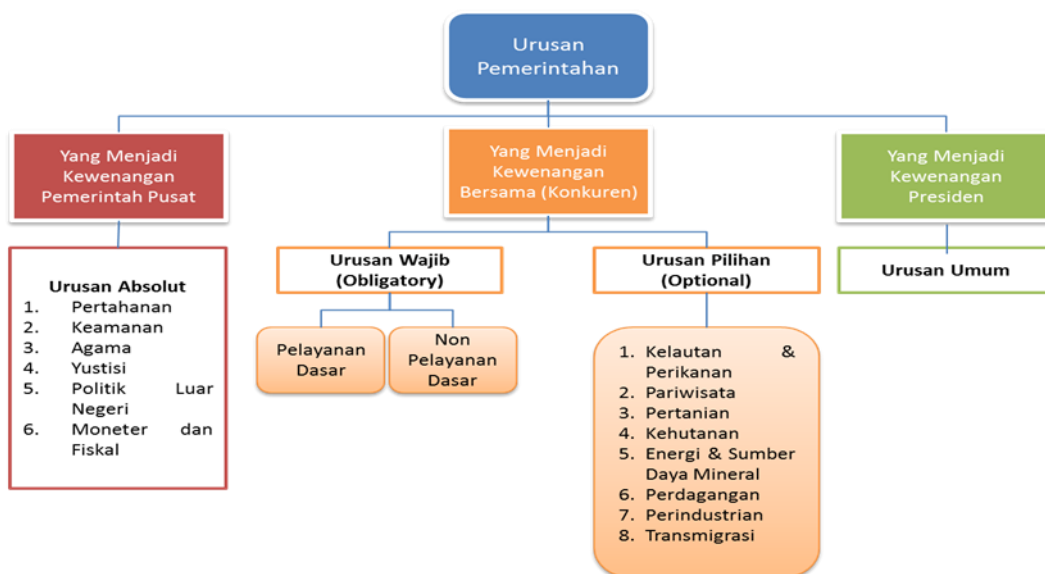 Urusan
Pemerintahan
Yang Menjadi
Kewenangan
Pemerintah Pusat
Yang Menjadi
Kewenangan
Bersama (Konkuren)
Yang Menjadi
Kewenangan
Presiden
Urusan Absolut
1. Pertahanan
2. Keamanan
3. Agama
4. Yustisi
5. Politik Luar
Negeri
6. Moneter dan
Fiskal
Urusan Wajib
(Obligatory)
Pelayanan
Dasar
Non
Pelayanan
Dasar
Urusan Pilihan
(Optional)
1. Kelautan &
Perikanan
2. Pariwisata
3. Pertanian
4. Kehutanan
5. Energi & Sumber
Daya Mineral
6. Perdagangan
7. Perindustrian
8. Transmigrasi
Urusan Umum